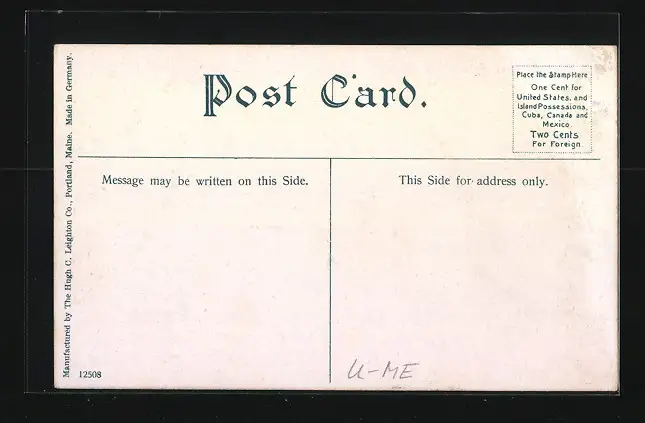 Post Card.
Place the Stamp Here
One Cent for
United States, and
Island Possessions,
Cuba, Canada and
Mexico.
Two Cents
For Foreign
Message may be written on this Side.
This Side for address only.
Manufactured by The Hugh C. Leighton Co., Portland, Maine. Made in Germany.
12508
U-ME